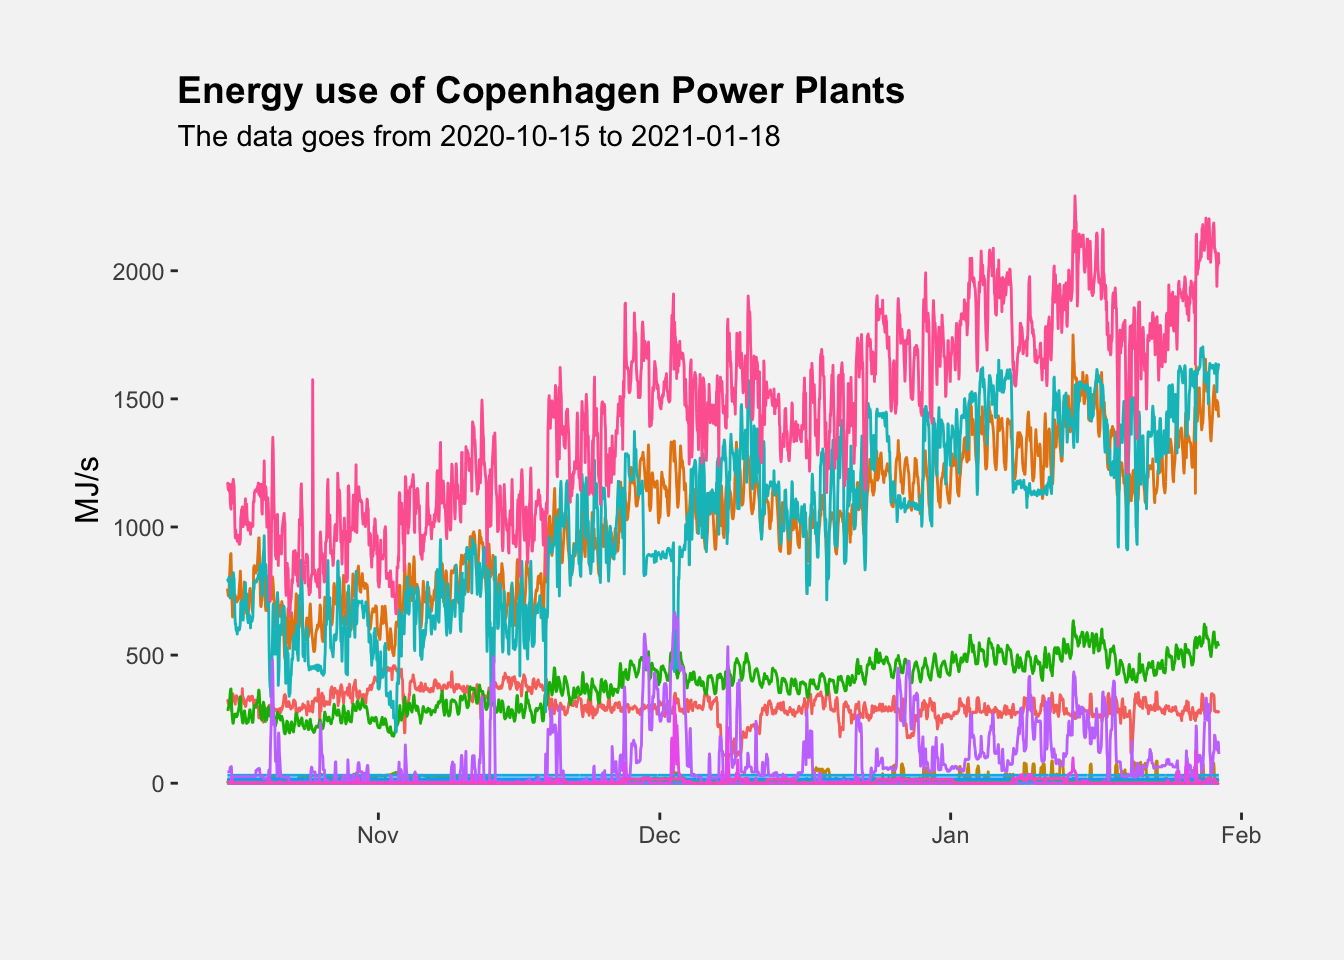 Energy use of Copenhagen Power Plants
The data goes from 2020-10-15 to 2021-01-18
MJ/s
2000
1500
1000
500
0
Nov Dec Jan Feb